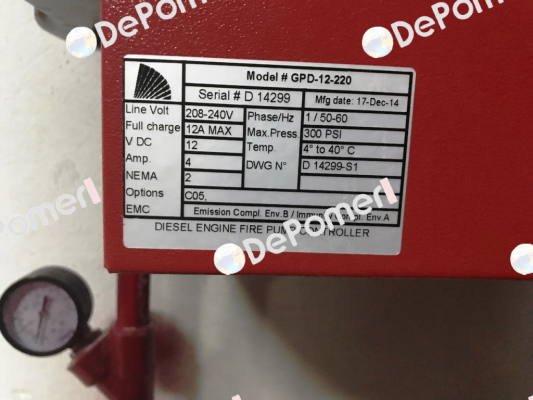 DePomerl
DePomerl
Model # GPD-12-220
Serial # D 14299 Mfg date: 17-Dec-14
Line Volt 208-240V Phase/Hz 1 / 50-60
Full charge 12A MAX Max.Press. 300 PSI
V DC 12 Temp. 4° to 40° C
Amp. 4 DWG N° D 14299-S1
NEMA 2
Options C05,
EMC Emission Compl. Env.B / Compl. Env.A
DIESEL ENGINE FIRE PUMP CONTROLLER
DePomerl
DePomerl
DePomerl
DePomerl